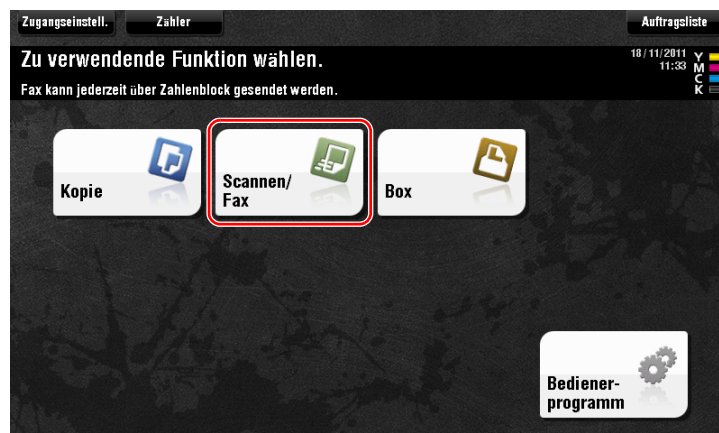 Zugangseinstell. Zähler Auftragsliste
Zu verwendende Funktion wählen.
18/11/2011
11:33
Fax kann jederzeit über Zahlenblock gesendet werden.
Y
M
C
K
Kopie
Scannen/
Fax
Box
Bediener-
programm